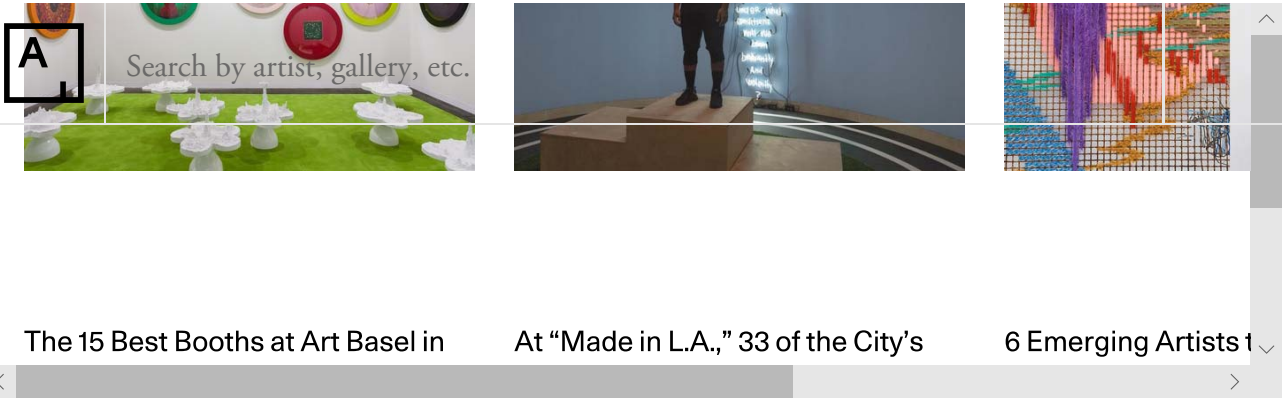 A
Search by artist, gallery, etc.
The 15 Best Booths at Art Basel in
At “Made in L.A.,” 33 of the City’s
6 Emerging Artists t